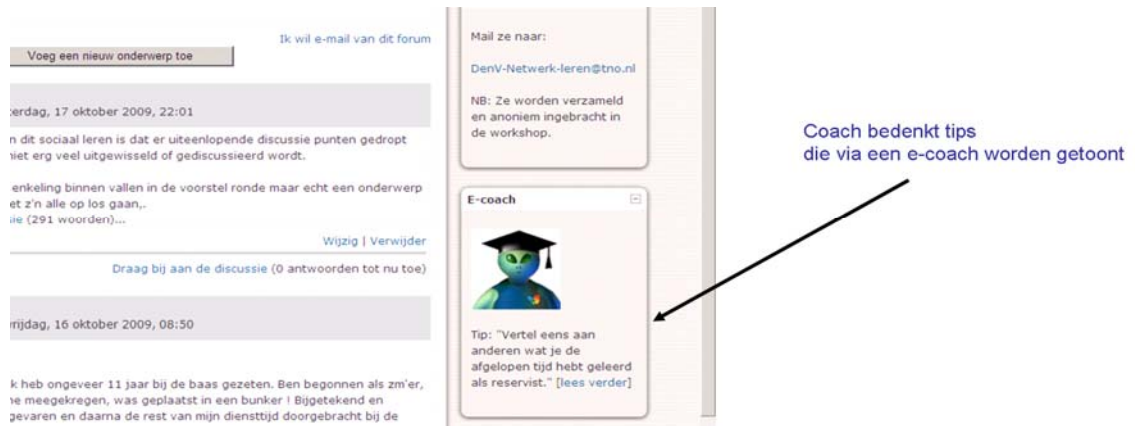 Ik wil e-mail van dit forum
Voeg een nieuw onderwerp toe
terdag, 17 oktober 2009, 22:01
n dit sociaal leren is dat er uiteenlopende discussie punten gedropt
niet erg veel uitgewisseld of gediscussieerd wordt.
enkeling binnen vallen in de voorstel ronde maar echt een onderwerp
et z'n alle op los gaan,.
sie (291 woorden)...
Wijzig | Verwijder
Draag bij aan de discussie (0 antwoorden tot nu toe)
vrijdag, 16 oktober 2009, 08:50
k heb ongeveer 11 jaar bij de baas gezeten. Ben begonnen als zm'er,
ne meegekregen, was geplaatst in een bunker ! Bijgetekend en
gevaren en daarna de rest van mijn diensttijd doorgebracht bij de
Mail ze naar:
DenV-Netwerk-leren@tno.nl
NB: Ze worden verzameld
en anoniem ingebracht in
de workshop.
E-coach
Tip: "Vertel eens aan
anderen wat je de
afgelopen tijd hebt geleerd
als reservist." [lees verder]
Coach bedenkt tips
die via een e-coach worden getoont